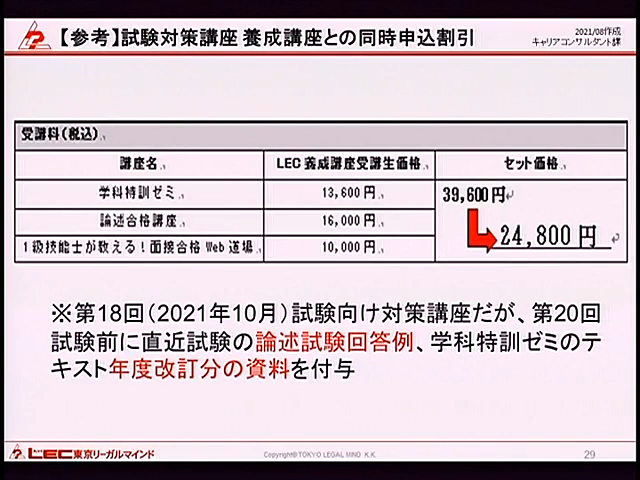 【参考】試験対策講座 養成講座との同時申込割引
2021/08作成
キャリアコンサルタント課
受講料(税込)
講座名 LEC養成講座受講生価格 セット価格
学科特訓ゼミ 13,600円 39,600円
論述合格講座 16,000円 24,800円
1級技能士が教える!面接合格Web道場 10,000円
※第18回(2021年10月)試験向け対策講座だが、第20回
試験前に直近試験の論述試験回答例、学科特訓ゼミのテ
キスト年度改訂分の資料を付与
LEC東京リーガルマインド
Copyright© TOKYO LEGAL MIND K.K.
29